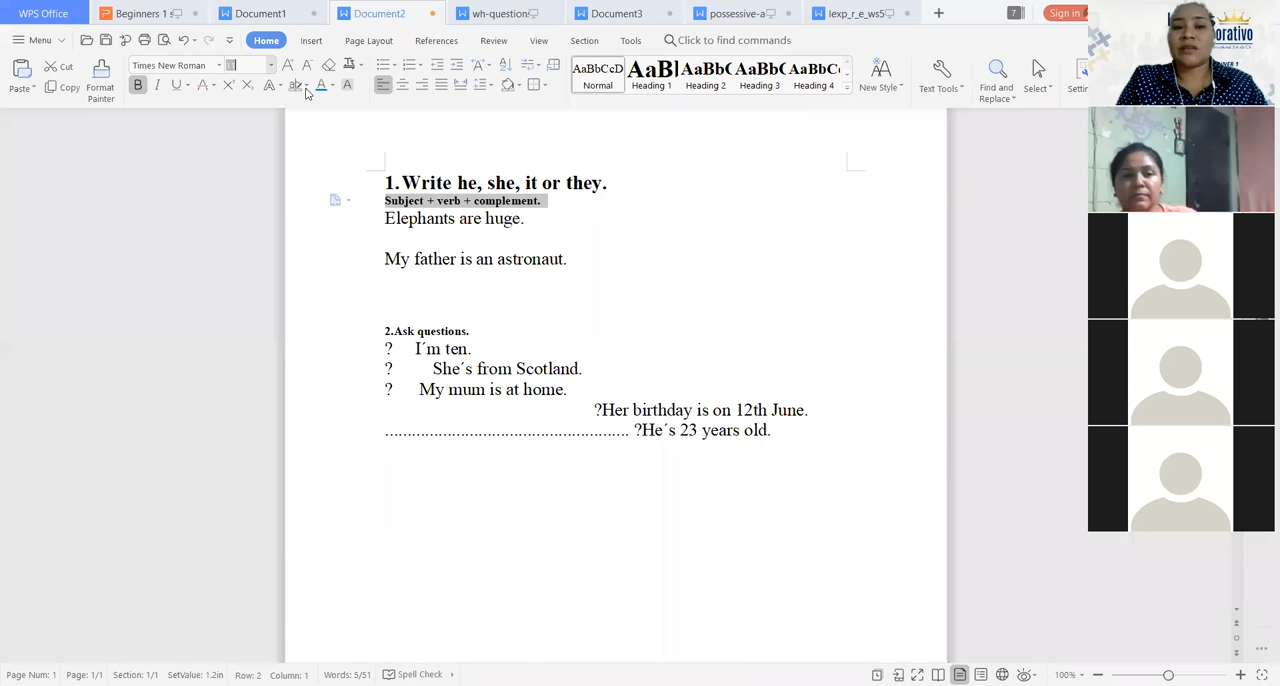 WPS Office
Beginners 1
Document1
Document2
wh-question
Document3
possessive-a
lexp_r_e_ws5
+
7
Sign in
Menu
Home
Insert
Page Layout
References
Review
View
Section
Tools
Click to find commands
Paste
Cut
Copy
Format
Painter
Times New Roman
AaBbCcD
Normal
AaBl
Heading 1
AaBb(
Heading 2
AaBb(
Heading 3
AaBbC
Heading 4
New Style
Text Tools
Find and
Replace
Select
orativo
1.Write he, she, it or they.
Subject + verb + complement.
Elephants are huge.
My father is an astronaut.
2.Ask questions.
? I´m ten.
? She´s from Scotland.
? My mum is at home.
?Her birthday is on 12th June.
....................................................... ?He´s 23 years old.
Page Num: 1 Page: 1/1 Section: 1/1 SetValue: 1.2in Row: 2 Column: 1 Words: 5/51 Spell Check
100%